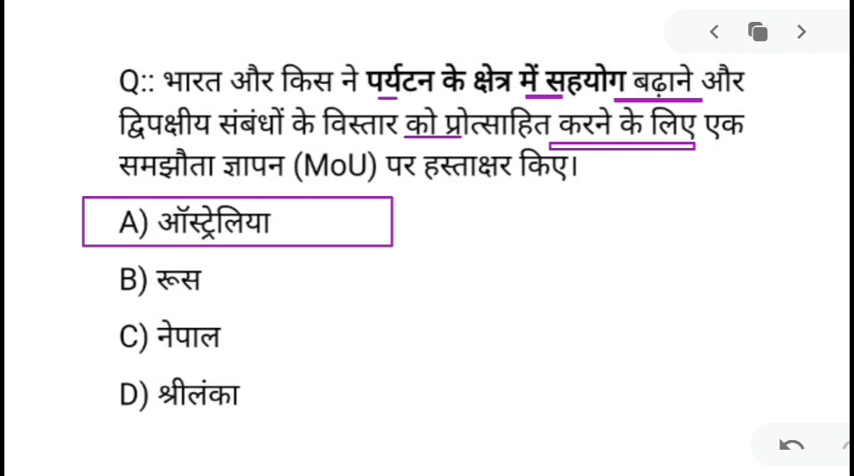 Q:: भारत और किस ने पर्यटन के क्षेत्र में सहयोग बढ़ाने और
द्विपक्षीय संबंधों के विस्तार को प्रोत्साहित करने के लिए एक
समझौता ज्ञापन (MoU) पर हस्ताक्षर किए।
A) ऑस्ट्रेलिया
B) रूस
C) नेपाल
D) श्रीलंका